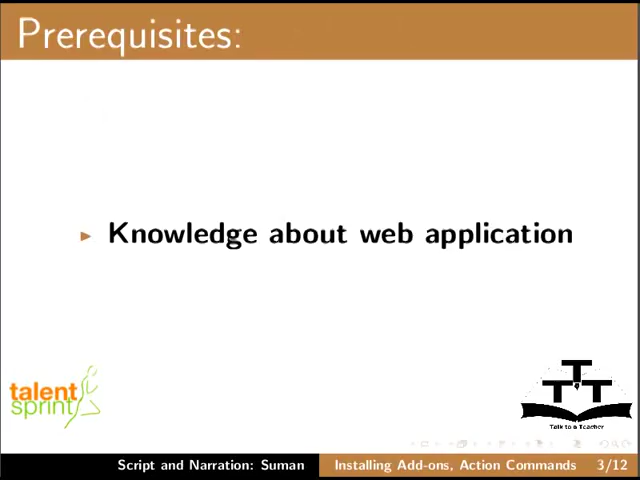 Prerequisites:
Knowledge about web application
talent
sprint
T
T T
Talk to a Teacher
Script and Narration: Suman Installing Add-ons, Action Commands 3/12